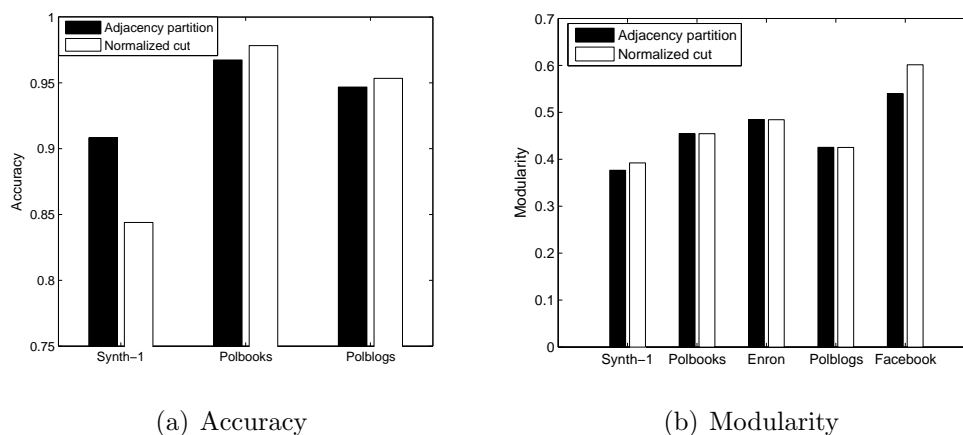 1
0.95
0.9
0.85
0.8
0.75
Accuracy
Adjacency partition
Normalized cut
Synth−1 Polbooks Polblogs
(a) Accuracy
0.7
0.6
0.5
0.4
0.3
0.2
0.1
0
Modularity
Adjacency partition
Normalized cut
Synth−1 Polbooks Enron Polblogs Facebook
(b) Modularity